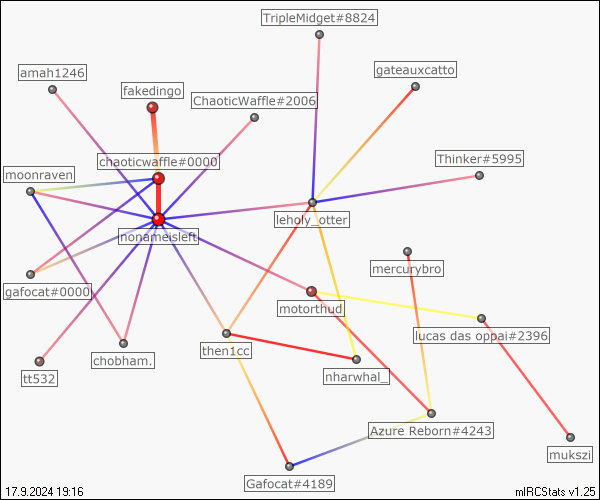 TripleMidget#8824
amah1246
gateauxcatto
fakedingo
ChaoticWaffle#2006
chaoticwaffle#0000
Thinker#5995
moonraven
leholy_otter
nonameisleft
mercurybro
gafocat#0000
motorthud
lucas das oppai#2396
then1cc
chobham.
tt532
nharwhal_
Azure Reborn#4243
mukszi
Gafocat#4189
17.9.2024 19:16
mIRCStats v1.25